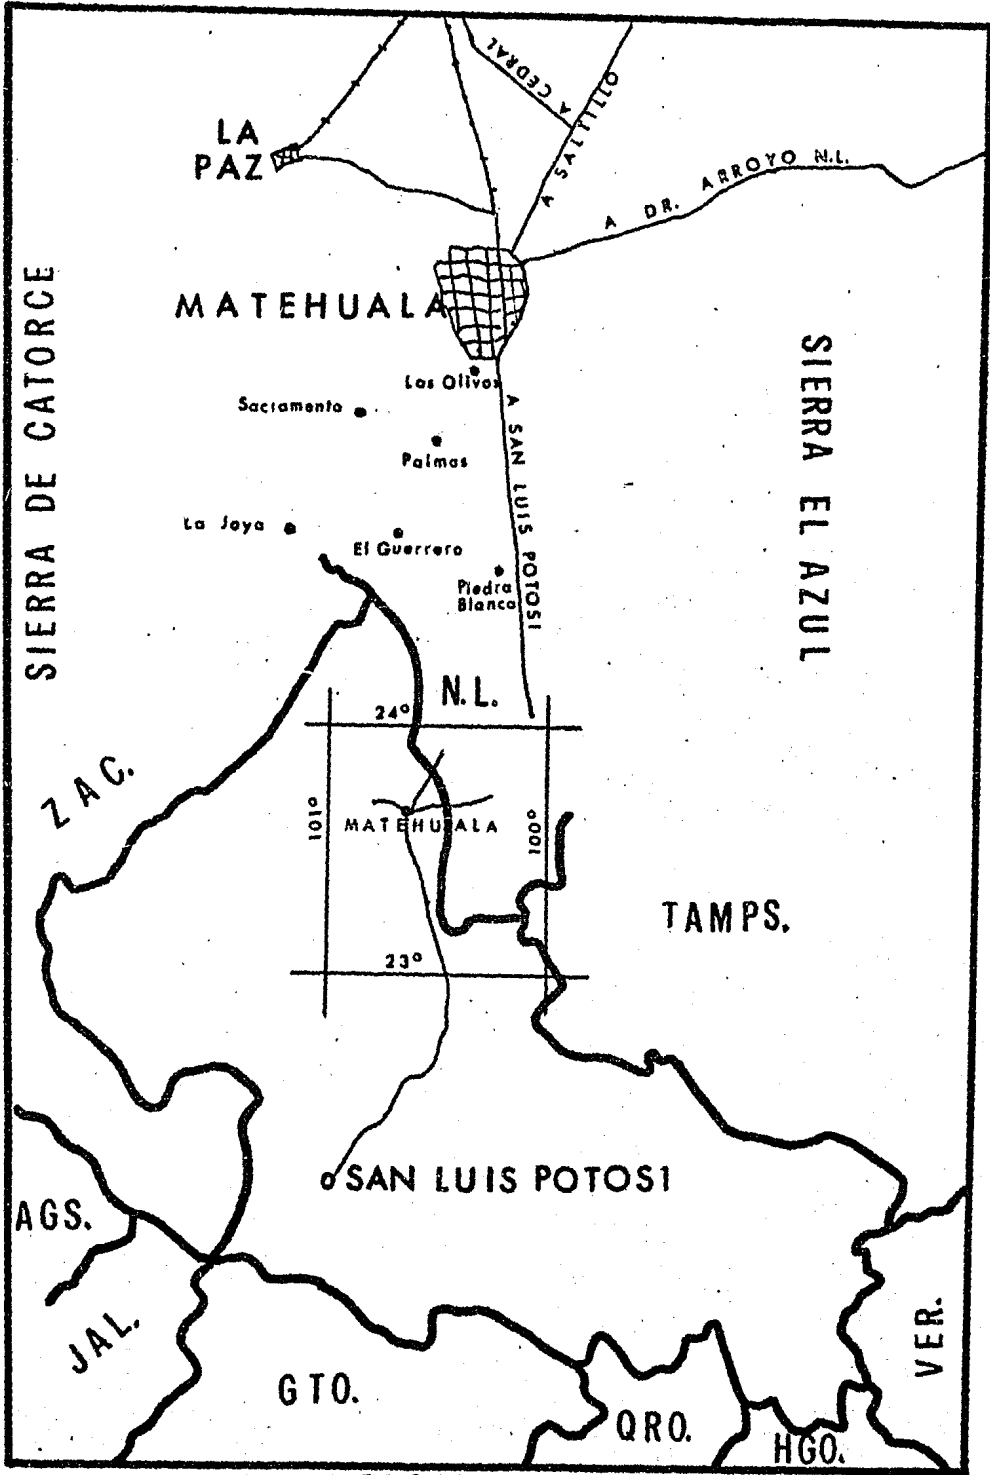 A CEDRAL
A SALTILLO
A DR. ARROYO N.L.
LA
PAZ
MATEHUALA
SIERRA DE CATORCE
SIERRA EL AZUL
Los Olivos
Sacramento
A SAN LUIS POTOSI
Palmas
La Joya
El Guerrero
Piedra
Blanca
N.L.
24°
ZAC.
101°
MATEHUALA
100°
TAMPS.
23°
SAN LUIS POTOSI
AGS.
JAL.
VER.
GTO.
QRO.
HGO.